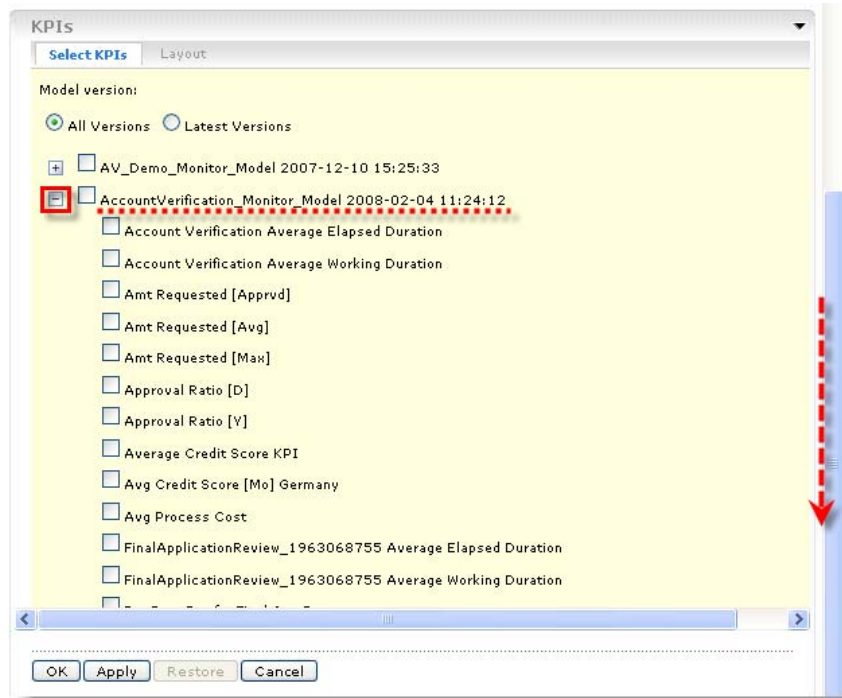 KPIs
Select KPIs Layout
Model version:
All Versions Latest Versions
AV_Demo_Monitor_Model 2007-12-10 15:25:33
AccountVerification_Monitor_Model 2008-02-04 11:24:12
Account Verification Average Elapsed Duration
Account Verification Average Working Duration
Amt Requested [Apprvd]
Amt Requested [Avg]
Amt Requested [Max]
Approval Ratio [D]
Approval Ratio [Y]
Average Credit Score KPI
Avg Credit Score [Mo] Germany
Avg Process Cost
FinalApplicationReview_1963068755 Average Elapsed Duration
FinalApplicationReview_1963068755 Average Working Duration
OK Apply Restore Cancel